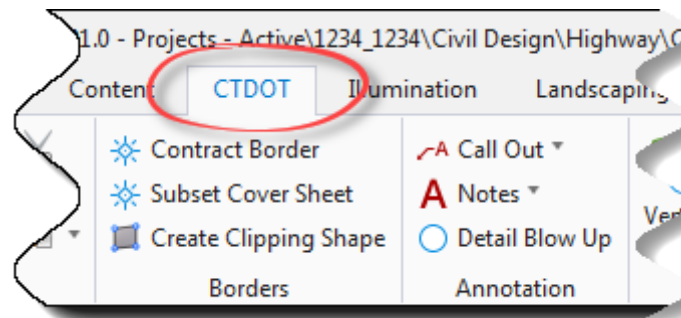 1.0 - Projects - Active\1234_1234\Civil Design\Highway\
Content CTDOT Illumination Landscaping
Contract Border
Subset Cover Sheet
Create Clipping Shape
Borders
A Call Out
A Notes
Detail Blow Up
Annotation